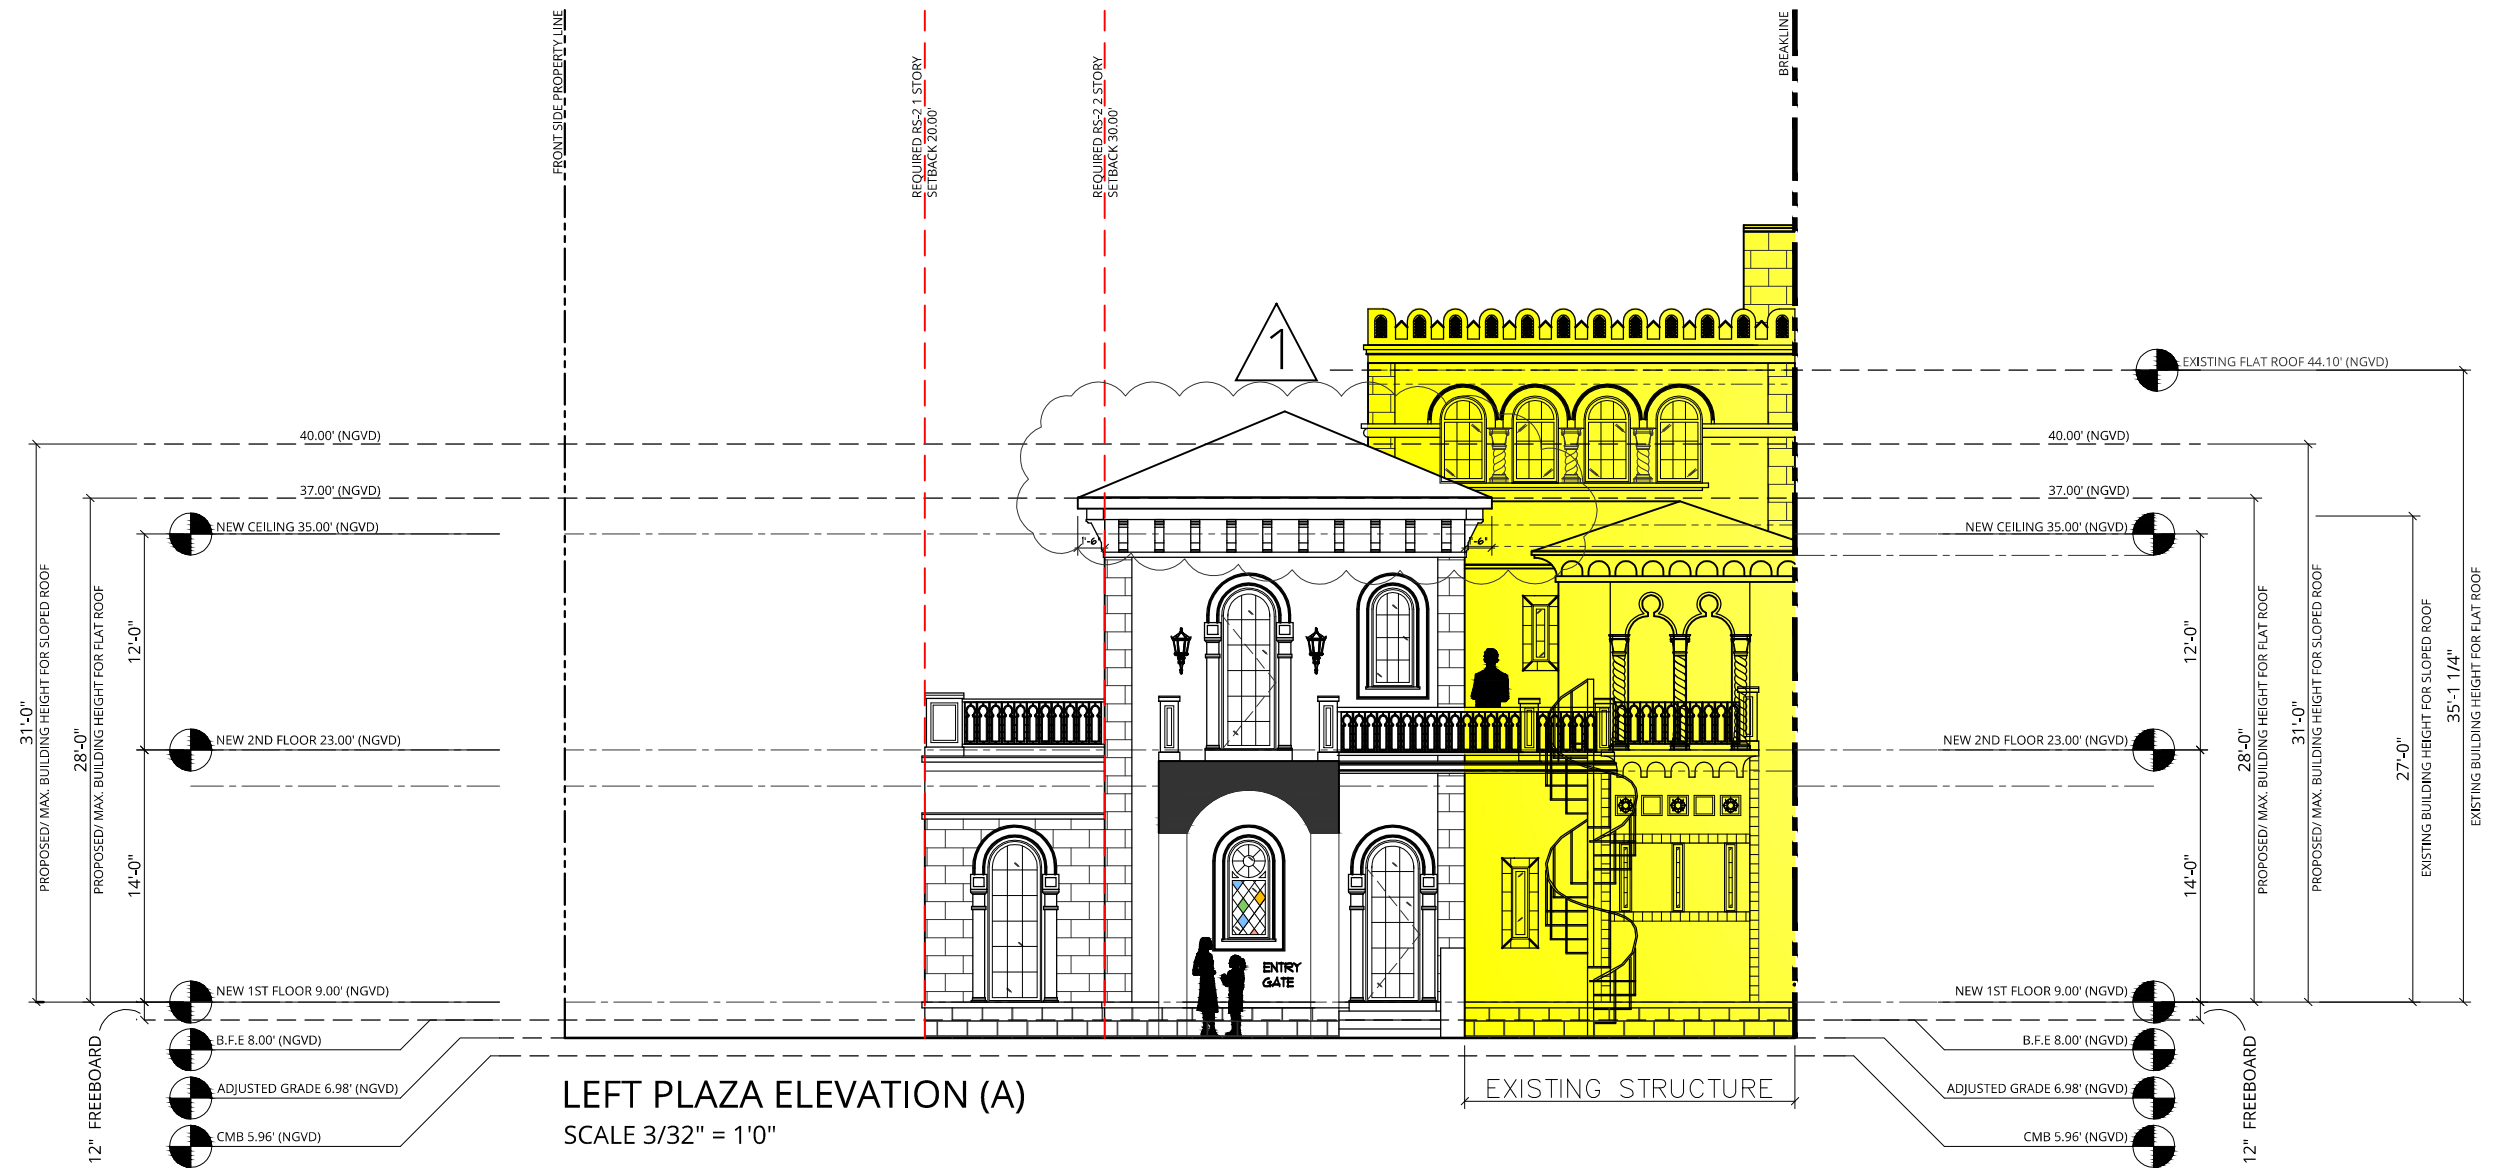 FRONT SIDE PROPERTY LINE
REQUIRED RS-2 1 STORY
SETBACK 20.00'
REQUIRED RS-2 2 STORY
SETBACK 30.00'
BREAKLINE
1
EXISTING FLAT ROOF 44.10' (NGVD)
40.00' (NGVD)
40.00' (NGVD)
37.00' (NGVD)
37.00' (NGVD)
NEW CEILING 35.00' (NGVD)
NEW CEILING 35.00' (NGVD)
1'-6"
1'-6"
31'-0"
PROPOSED/ MAX. BUILDING HEIGHT FOR SLOPED ROOF
28'-0"
PROPOSED/ MAX. BUILDING HEIGHT FOR FLAT ROOF
12'-0"
12'-0"
28'-0"
PROPOSED/ MAX. BUILDING HEIGHT FOR FLAT ROOF
31'-0"
PROPOSED/ MAX. BUILDING HEIGHT FOR SLOPED ROOF
27'-0"
EXISTING BUILDING HEIGHT FOR SLOPED ROOF
35'-1 1/4"
EXISTING BUILDING HEIGHT FOR FLAT ROOF
NEW 2ND FLOOR 23.00' (NGVD)
NEW 2ND FLOOR 23.00' (NGVD)
14'-0"
14'-0"
ENTRY
GATE
NEW 1ST FLOOR 9.00' (NGVD)
NEW 1ST FLOOR 9.00' (NGVD)
12" FREEBOARD
12" FREEBOARD
B.F.E 8.00' (NGVD)
B.F.E 8.00' (NGVD)
ADJUSTED GRADE 6.98' (NGVD)
ADJUSTED GRADE 6.98' (NGVD)
CMB 5.96' (NGVD)
CMB 5.96' (NGVD)
EXISTING STRUCTURE
LEFT PLAZA ELEVATION (A)
SCALE 3/32" = 1'0"